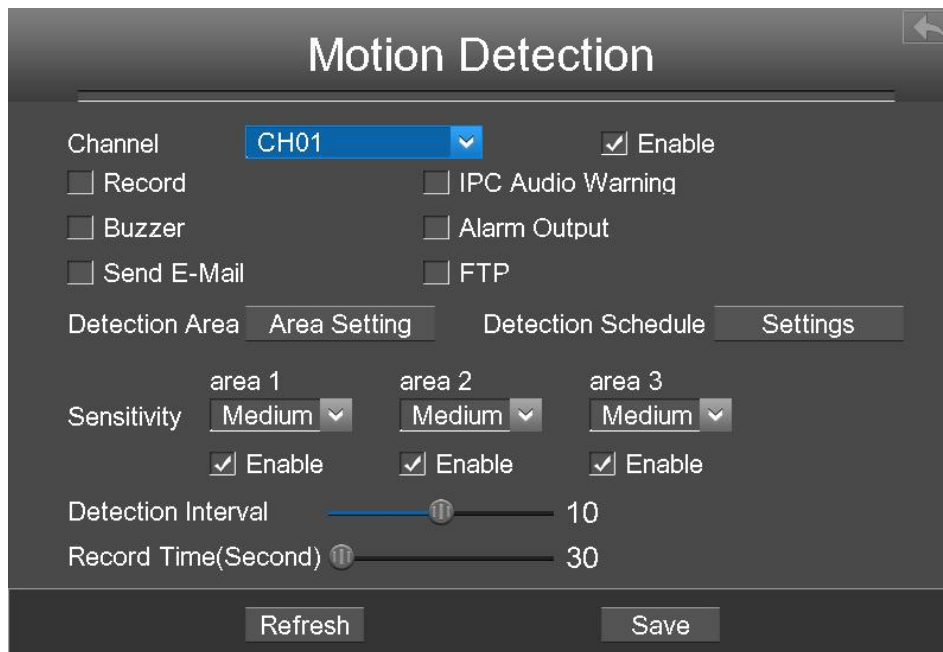 Motion Detection
Channel CH01 Enable
Record IPC Audio Warning
Buzzer Alarm Output
Send E-Mail FTP
Detection Area Area Setting Detection Schedule Settings
area 1 area 2 area 3
Sensitivity Medium Medium Medium
Enable Enable Enable
Detection Interval 10
Record Time(Second) 30
Refresh Save